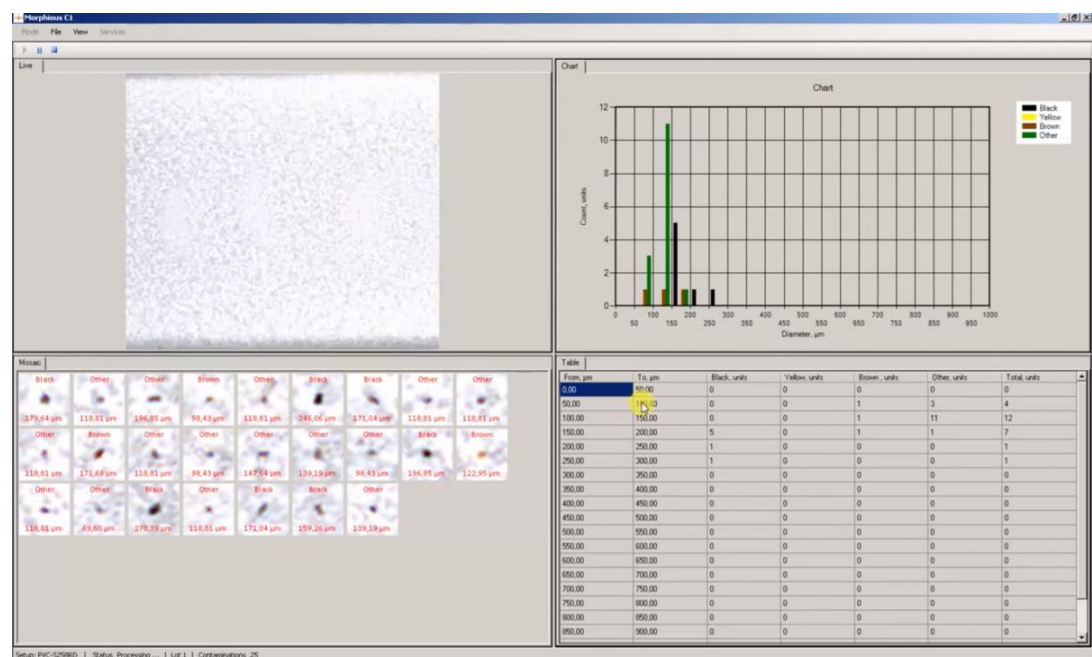 Morphious C1
Mode File View Services
Live
Chart
Chart
12
10
8
6
4
2
0
Count, units
0 100 200 300 400 500 600 700 800 900 1000
50 150 250 350 450 550 650 750 850 950
Diameter, μm
Black
Yellow
Brown
Other
Mosaic
Black Other Other Brown Other Black Black Other Other
179,64 μm 118,81 μm 196,85 μm 98,43 μm 118,81 μm 246,06 μm 171,04 μm 118,81 μm 118,81 μm
Other Brown Other Other Other Other Other Black Brown
118,81 μm 171,68 μm 118,81 μm 98,43 μm 147,64 μm 139,19 μm 98,43 μm 196,85 μm 122,95 μm
Other Other Black Other Black Black Other
118,81 μm 89,60 μm 278,39 μm 118,81 μm 171,04 μm 159,26 μm 139,19 μm
Table
From, μm To, μm Black, units Yellow, units Brown , units Other, units Total, units
0,00 50,00 0 0 0 0 0
50,00 0 0 1 3 4
100,00 150,00 0 0 1 11 12
150,00 200,00 5 0 1 1 7
200,00 250,00 1 0 0 0 1
250,00 300,00 1 0 0 0 1
300,00 350,00 0 0 0 0 0
350,00 400,00 0 0 0 0 0
400,00 450,00 0 0 0 0 0
450,00 500,00 0 0 0 0 0
500,00 550,00 0 0 0 0 0
550,00 600,00 0 0 0 0 0
600,00 650,00 0 0 0 0 0
650,00 700,00 0 0 0 0 0
700,00 750,00 0 0 0 0 0
750,00 800,00 0 0 0 0 0
800,00 850,00 0 0 0 0 0
850,00 900,00 0 0 0 0 0
Setup: PVC-S258RD | Status: Processing ... | Lot 1 | Contaminations: 25